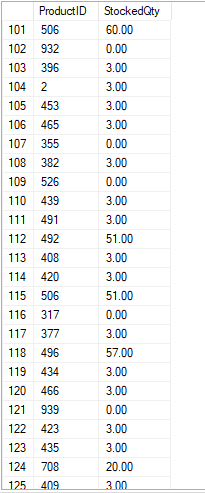 ProductID StockedQty
101 506 60.00
102 932 0.00
103 396 3.00
104 2 3.00
105 453 3.00
106 465 3.00
107 355 0.00
108 382 3.00
109 526 0.00
110 439 3.00
111 491 3.00
112 492 51.00
113 408 3.00
114 420 3.00
115 506 51.00
116 317 0.00
117 377 3.00
118 496 57.00
119 434 3.00
120 466 3.00
121 939 0.00
122 423 3.00
123 435 3.00
124 708 20.00
125 409 3.00